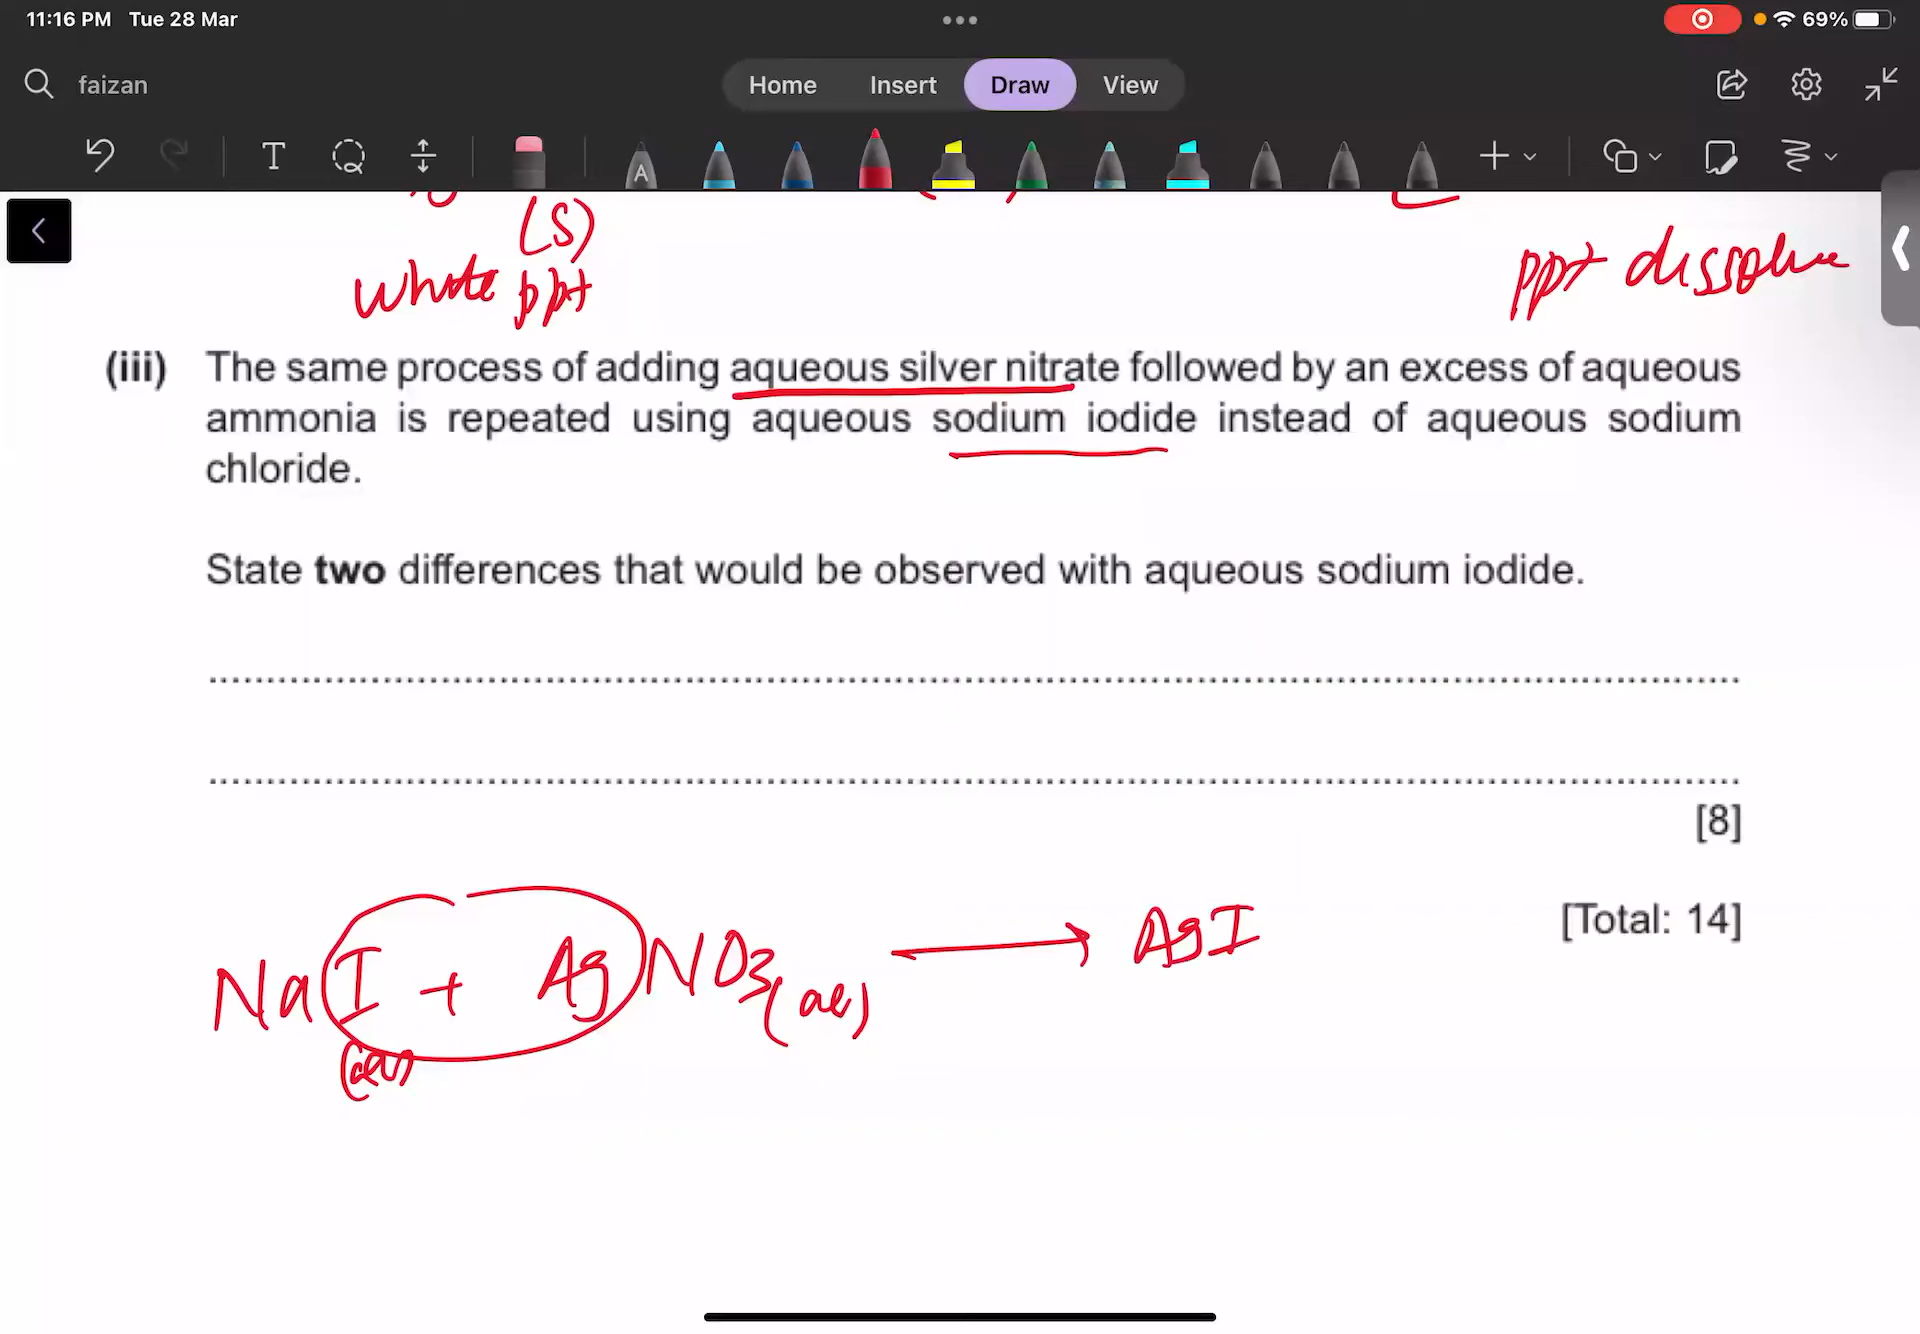 11:16 PM Tue 28 Mar
69%
faizan
Home Insert Draw View
T
A
(s)
white ppt
ppt dissolve
(iii) The same process of adding aqueous silver nitrate followed by an excess of aqueous
ammonia is repeated using aqueous sodium iodide instead of aqueous sodium
chloride.
State two differences that would be observed with aqueous sodium iodide.
[8]
[Total: 14]
NaI + AgNO3(aq) → AgI
(aq)